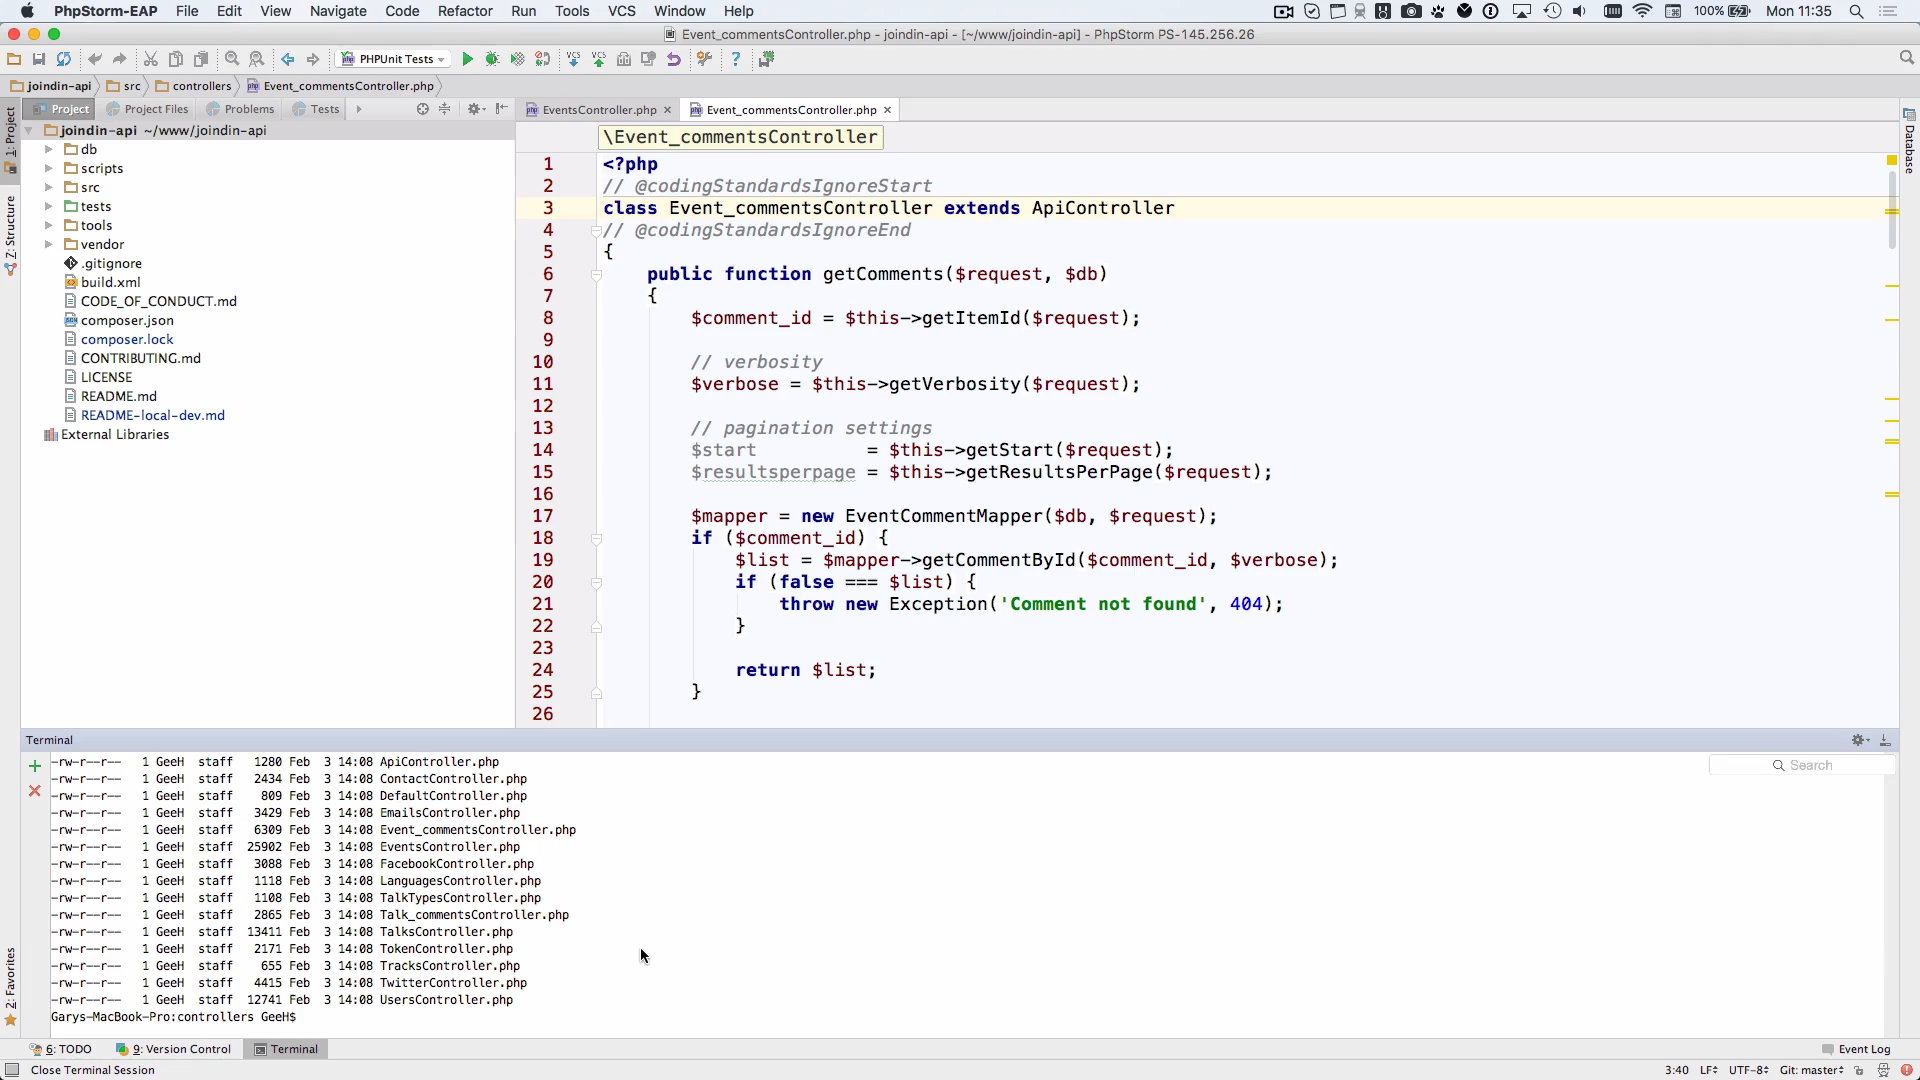 PhpStorm-EAP File Edit View Navigate Code Refactor Run Tools VCS Window Help 100% Mon 11:35
Event_commentsController.php - joindin-api - [~/www/joindin-api] - PhpStorm PS-145.256.26
PHPUnit Tests
joindin-api src controllers Event_commentsController.php
Project Project Files Problems Tests
EventsController.php Event_commentsController.php
1: Project
Z: Structure
2: Favorites
Database
joindin-api ~/www/joindin-api
db
scripts
src
tests
tools
vendor
.gitignore
build.xml
CODE_OF_CONDUCT.md
composer.json
composer.lock
CONTRIBUTING.md
LICENSE
README.md
README-local-dev.md
External Libraries
\Event_commentsController
1 <?php
2 // @codingStandardsIgnoreStart
3 class Event_commentsController extends ApiController
4 // @codingStandardsIgnoreEnd
5 {
6 public function getComments($request, $db)
7 {
8 $comment_id = $this->getItemId($request);
9
10 // verbosity
11 $verbose = $this->getVerbosity($request);
12
13 // pagination settings
14 $start = $this->getStart($request);
15 $resultsperpage = $this->getResultsPerPage($request);
16
17 $mapper = new EventCommentMapper($db, $request);
18 if ($comment_id) {
19 $list = $mapper->getCommentById($comment_id, $verbose);
20 if (false === $list) {
21 throw new Exception('Comment not found', 404);
22 }
23
24 return $list;
25 }
26
Terminal
Search
-rw-r--r-- 1 GeeH staff 1280 Feb 3 14:08 ApiController.php
-rw-r--r-- 1 GeeH staff 2434 Feb 3 14:08 ContactController.php
-rw-r--r-- 1 GeeH staff 809 Feb 3 14:08 DefaultController.php
-rw-r--r-- 1 GeeH staff 3429 Feb 3 14:08 EmailsController.php
-rw-r--r-- 1 GeeH staff 6309 Feb 3 14:08 Event_commentsController.php
-rw-r--r-- 1 GeeH staff 25902 Feb 3 14:08 EventsController.php
-rw-r--r-- 1 GeeH staff 3088 Feb 3 14:08 FacebookController.php
-rw-r--r-- 1 GeeH staff 1118 Feb 3 14:08 LanguagesController.php
-rw-r--r-- 1 GeeH staff 1108 Feb 3 14:08 TalkTypesController.php
-rw-r--r-- 1 GeeH staff 2865 Feb 3 14:08 Talk_commentsController.php
-rw-r--r-- 1 GeeH staff 13411 Feb 3 14:08 TalksController.php
-rw-r--r-- 1 GeeH staff 2171 Feb 3 14:08 TokenController.php
-rw-r--r-- 1 GeeH staff 655 Feb 3 14:08 TracksController.php
-rw-r--r-- 1 GeeH staff 4415 Feb 3 14:08 TwitterController.php
-rw-r--r-- 1 GeeH staff 12741 Feb 3 14:08 UsersController.php
Garys-MacBook-Pro:controllers GeeH$
6: TODO 9: Version Control Terminal Event Log
Close Terminal Session 3:40 LF UTF-8 Git: master